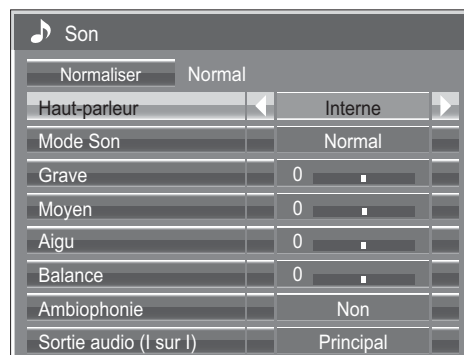 Son
Normaliser Normal
Haut-parleur Interne
Mode Son Normal
Grave 0
Moyen 0
Aigu 0
Balance 0
Ambiophonie Non
Sortie audio (I sur I) Principal